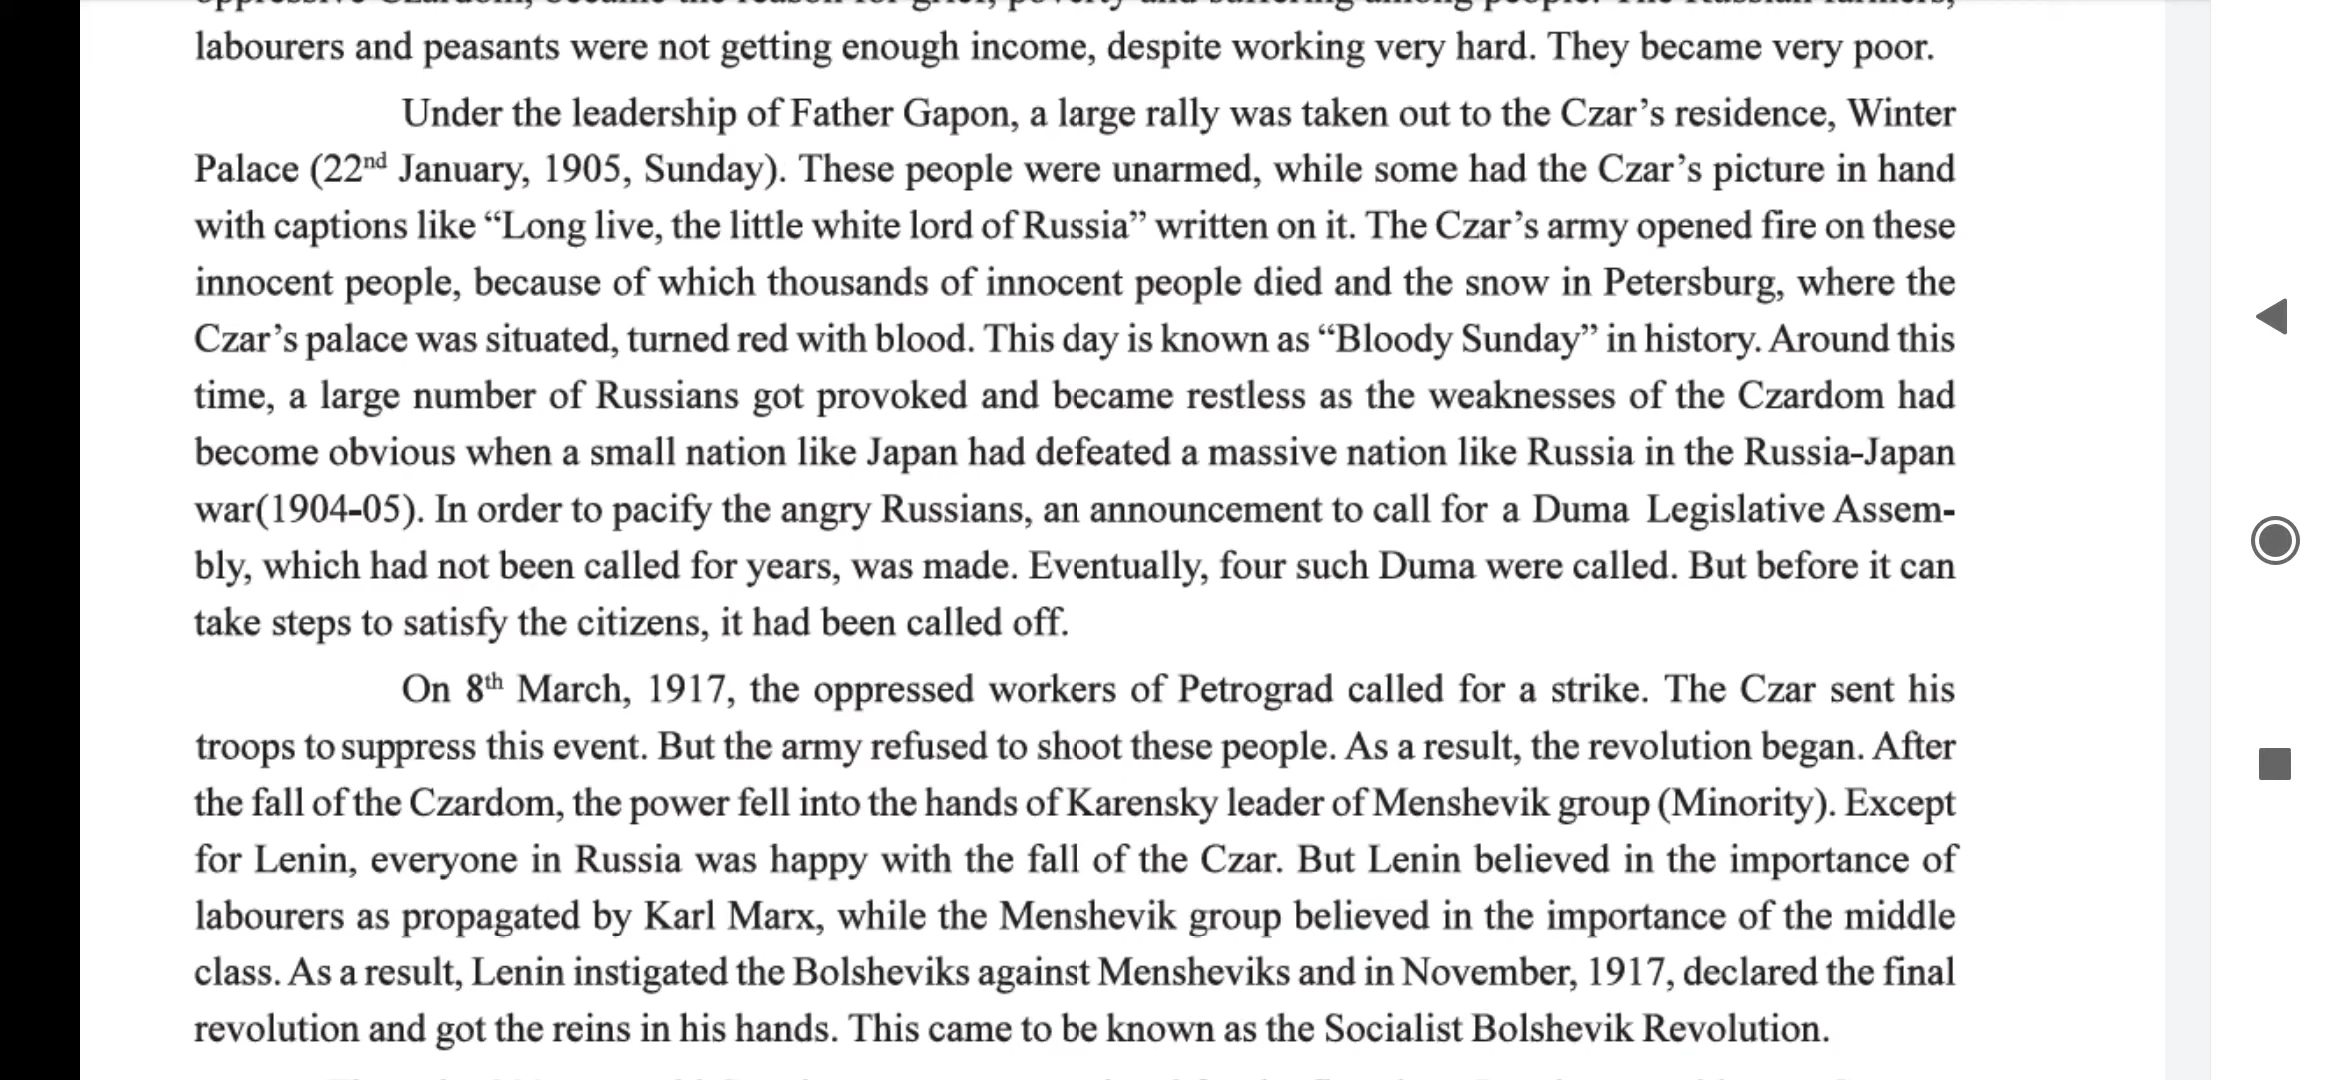 labourers and peasants were not getting enough income, despite working very hard. They became very poor.
Under the leadership of Father Gapon, a large rally was taken out to the Czar’s residence, Winter
Palace (22nd January, 1905, Sunday). These people were unarmed, while some had the Czar’s picture in hand
with captions like “Long live, the little white lord of Russia” written on it. The Czar’s army opened fire on these
innocent people, because of which thousands of innocent people died and the snow in Petersburg, where the
Czar’s palace was situated, turned red with blood. This day is known as “Bloody Sunday” in history. Around this
time, a large number of Russians got provoked and became restless as the weaknesses of the Czardom had
become obvious when a small nation like Japan had defeated a massive nation like Russia in the Russia-Japan
war(1904-05). In order to pacify the angry Russians, an announcement to call for a Duma Legislative Assem-
bly, which had not been called for years, was made. Eventually, four such Duma were called. But before it can
take steps to satisfy the citizens, it had been called off.
On 8th March, 1917, the oppressed workers of Petrograd called for a strike. The Czar sent his
troops to suppress this event. But the army refused to shoot these people. As a result, the revolution began. After
the fall of the Czardom, the power fell into the hands of Karensky leader of Menshevik group (Minority). Except
for Lenin, everyone in Russia was happy with the fall of the Czar. But Lenin believed in the importance of
labourers as propagated by Karl Marx, while the Menshevik group believed in the importance of the middle
class. As a result, Lenin instigated the Bolsheviks against Mensheviks and in November, 1917, declared the final
revolution and got the reins in his hands. This came to be known as the Socialist Bolshevik Revolution.